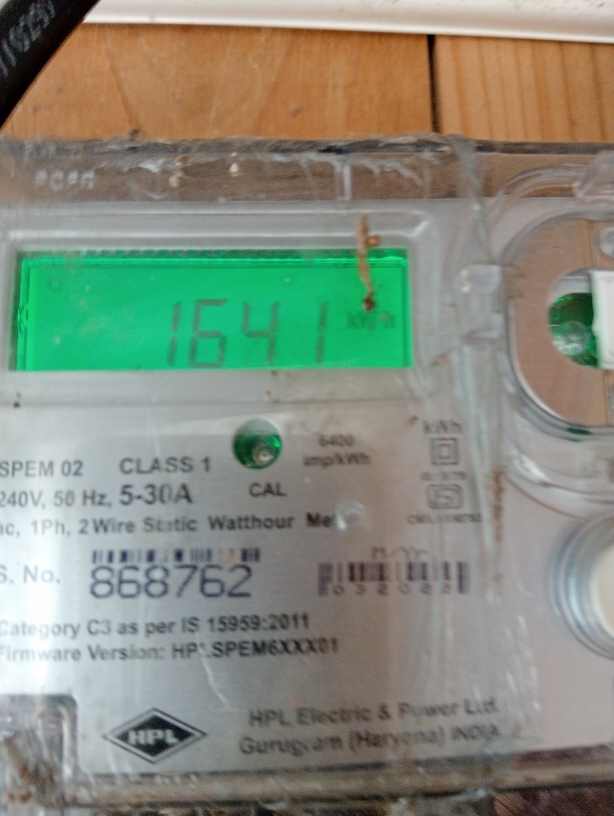 1641 kWh
SPEM 02 CLASS 1
6400
imp/kWh
kWh
240V, 50 Hz, 5-30A
CAL
ac, 1Ph, 2 Wire Static Watthour
S. No. 868762
Category C3 as per IS 15959:2011
Firmware Version: HPLSPEM6XXX01
HPL
HPL Electric & Power Ltd.
Gurugram (Haryana) INDIA